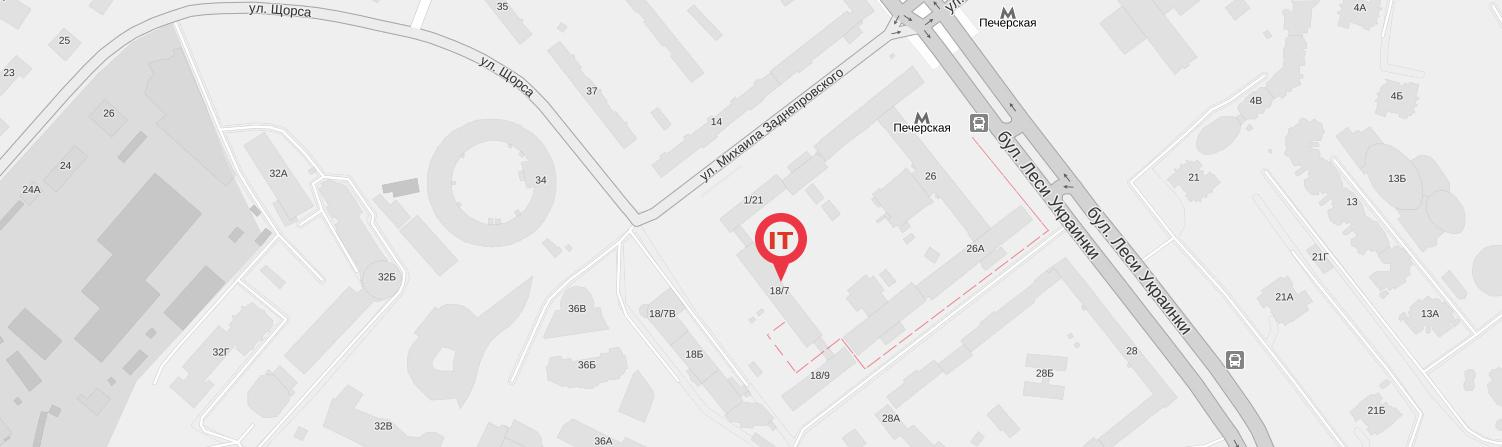 ул. Щорса
35
ул.
Печерская
4А
25
23
ул. Щорса
37
4Б
4В
26
14
ул. Михаила Заднепровского
Печерская
бул. Леси Украинки
24
24А
32А
34
26
21
13Б
13
1/21
бул. Леси Украинки
IT
26А
21Г
32Б
18/7
21А
36В
18/7В
13А
32Г
18Б
28
36Б
18/9
28Б
32В
28А
21Б
36А